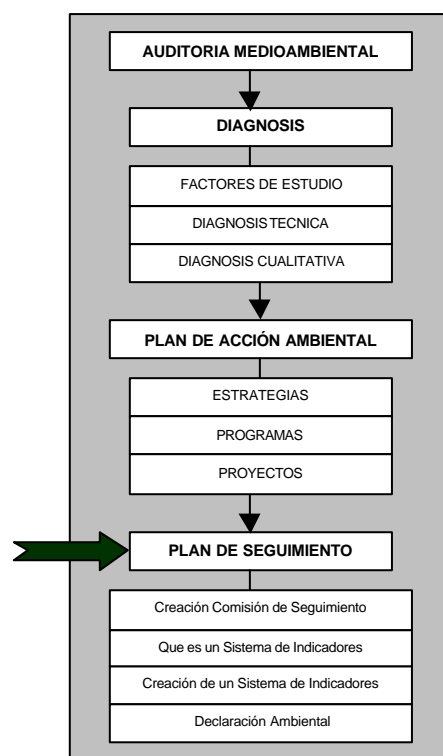 AUDITORIA MEDIOAMBIENTAL
DIAGNOSIS
FACTORES DE ESTUDIO
DIAGNOSIS TECNICA
DIAGNOSIS CUALITATIVA
PLAN DE ACCIÓN AMBIENTAL
ESTRATEGIAS
PROGRAMAS
PROYECTOS
PLAN DE SEGUIMIENTO
Creación Comisión de Seguimiento
Que es un Sistema de Indicadores
Creación de un Sistema de Indicadores
Declaración Ambiental